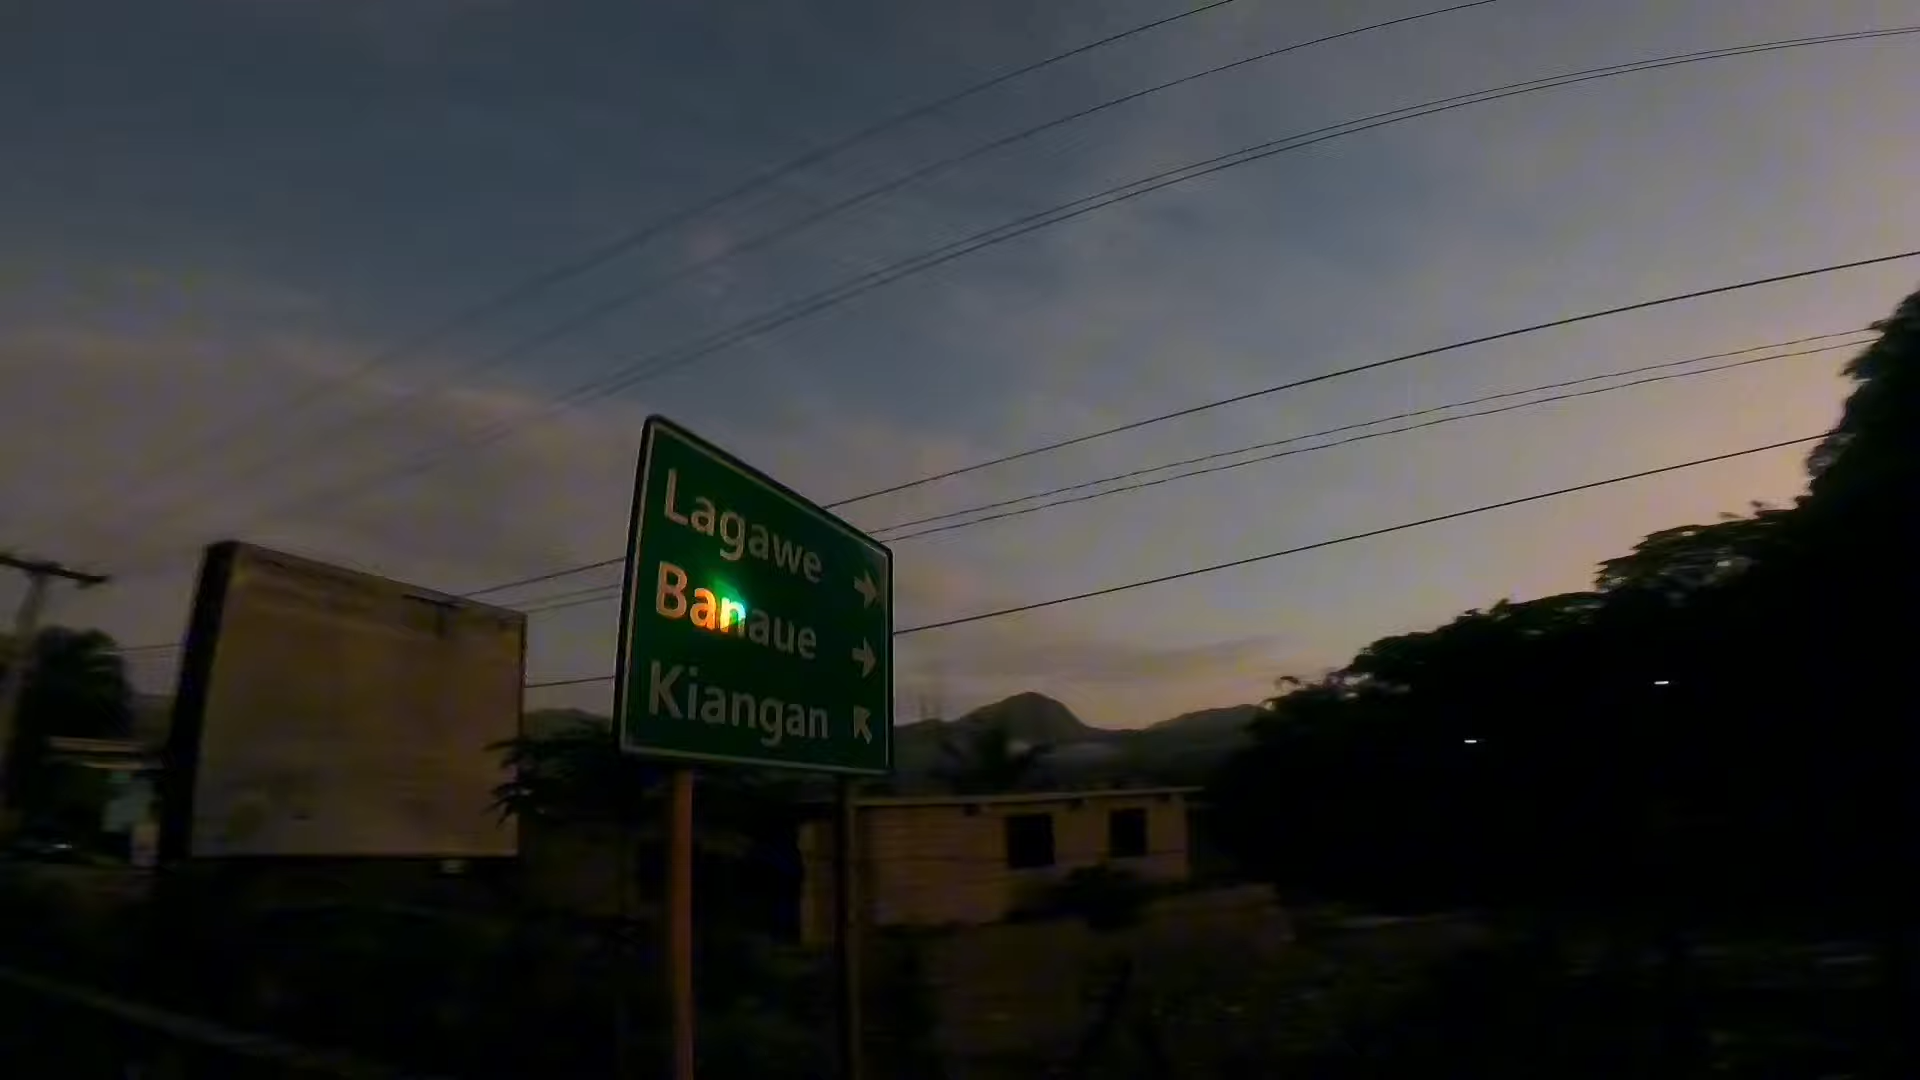 Lagawe →
Banaue →
Kiangan ↖